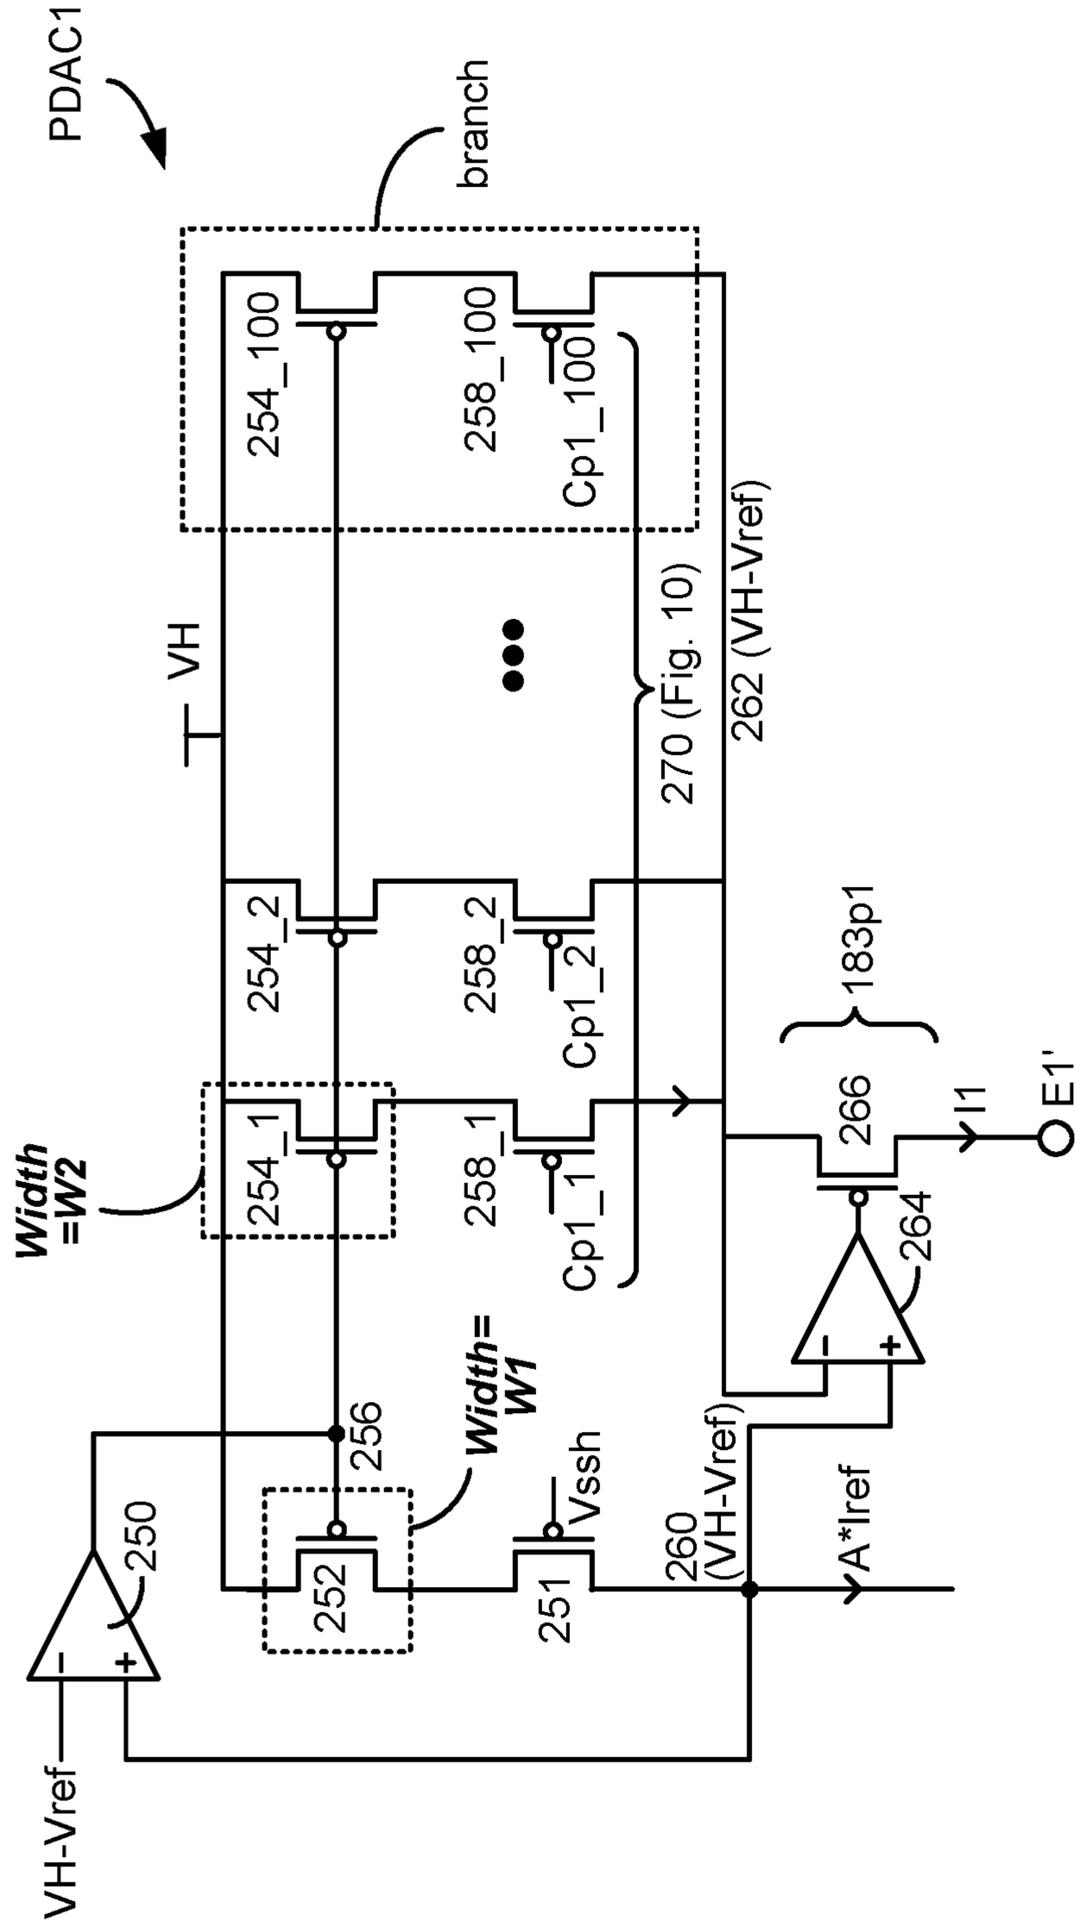 PDAC1
branch
VH
254_100
258_100
Cp1_100
254_2
258_2
Cp1_2
Width
=W2
254_1
258_1
Cp1_1
270 (Fig. 10)
262 (VH-Vref)
VH-Vref
250
-
+
256
252
Width=
W1
251
Vssh
260
(VH-Vref)
A*Iref
-
+
264
266
183p1
I1
E1'